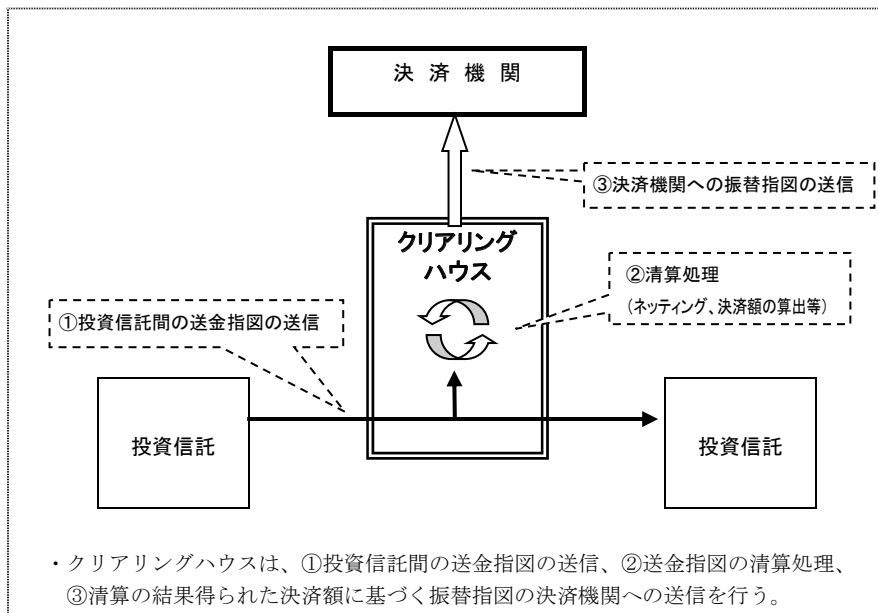 決 済 機 関
③決済機関への振替指図の送信
クリアリング
ハウス
②清算処理
(ネッティング、決済額の算出等)
①投資信託間の送金指図の送信
投資信託
投資信託
・クリアリングハウスは、①投資信託間の送金指図の送信、②送金指図の清算処理、
③清算の結果得られた決済額に基づく振替指図の決済機関への送信を行う。